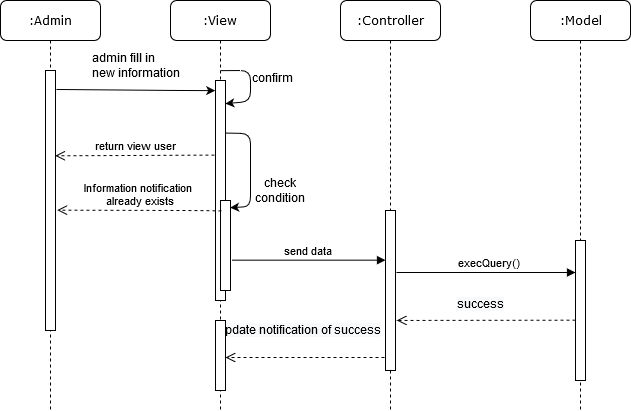 :Admin
:View
:Controller
:Model
admin fill in
new information
confirm
return view user
check
condition
Information notification
already exists
send data
execQuery()
success
pdate notification of success